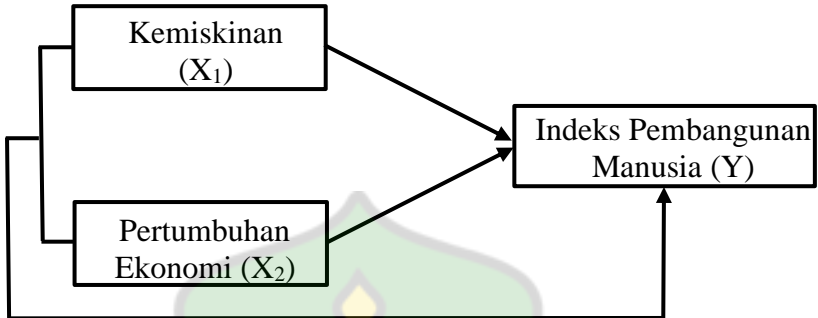 Kemiskinan
(X₁)
Indeks Pembangunan
Manusia (Y)
Pertumbuhan
Ekonomi (X₂)